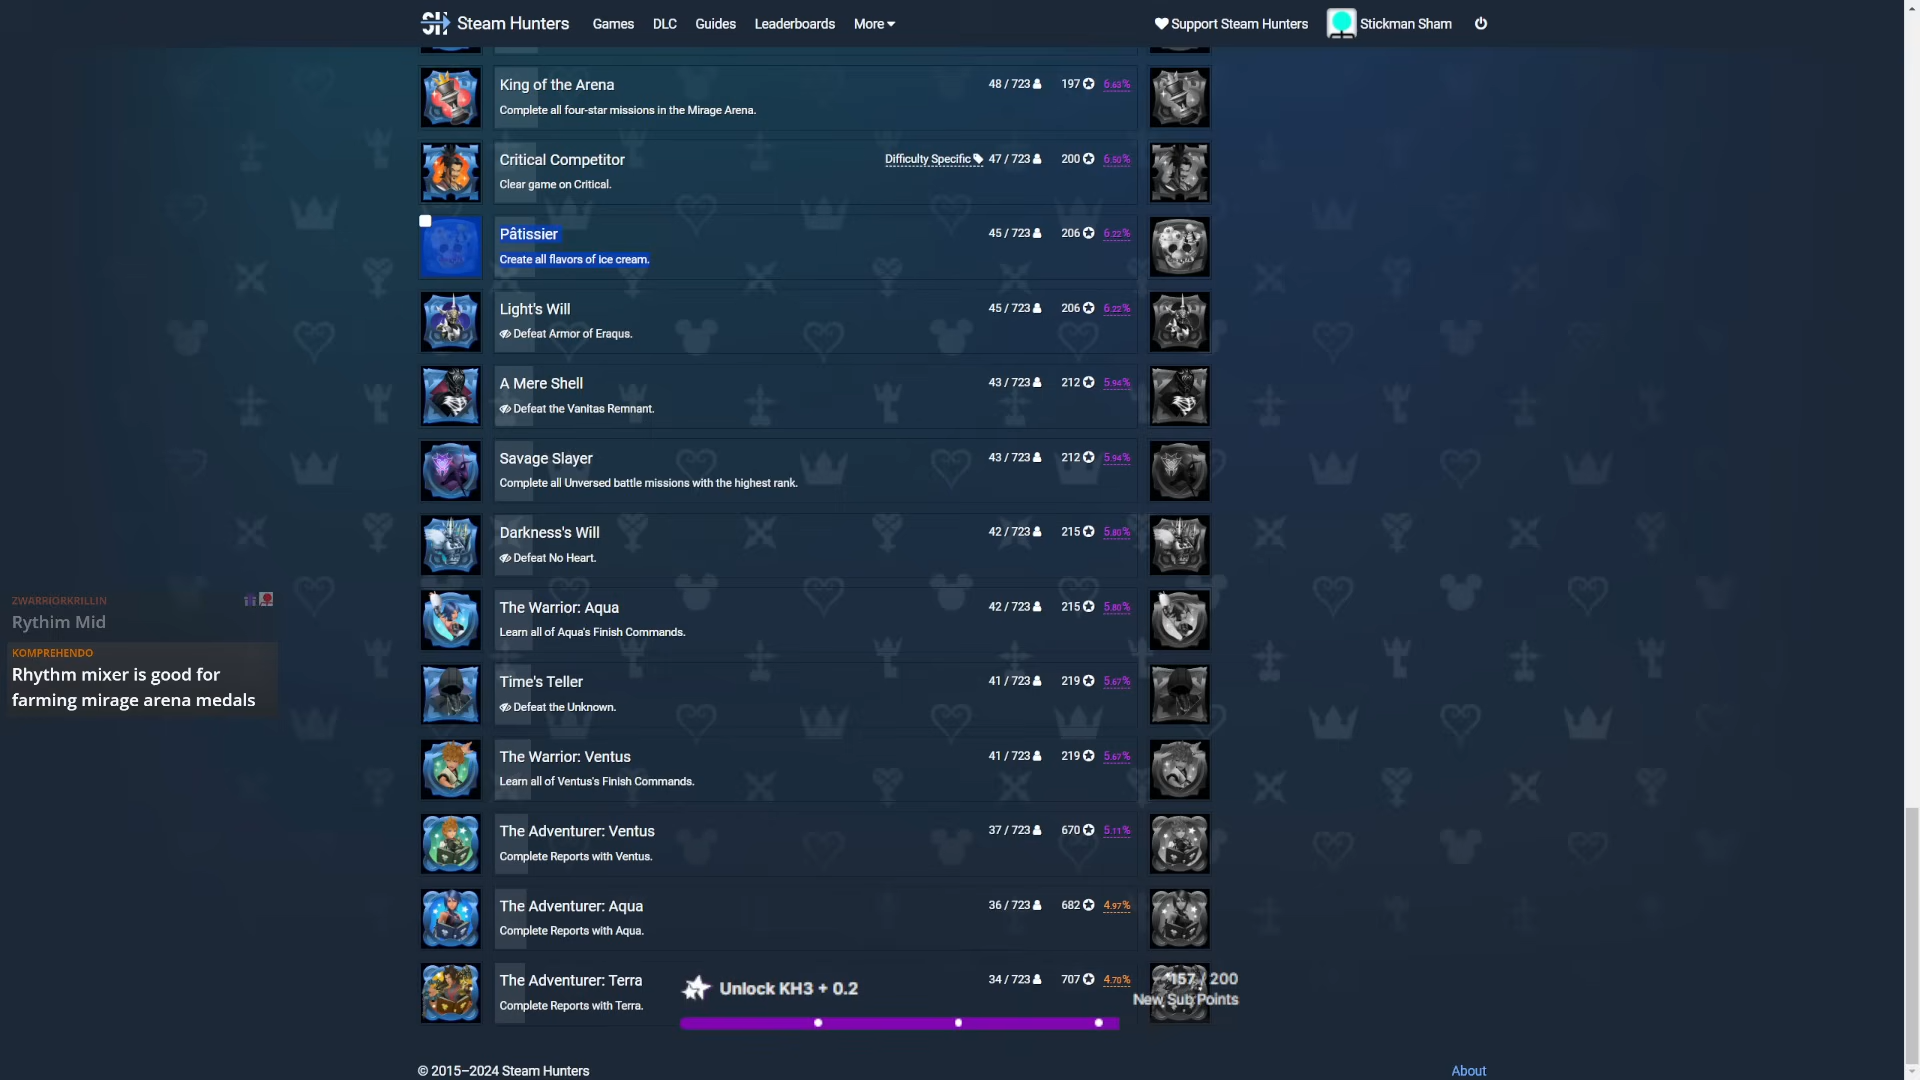 Steam Hunters Games DLC Guides Leaderboards More Support Steam Hunters Stickman Sham
King of the Arena 48 / 723 197 6.63%
Complete all four-star missions in the Mirage Arena.
Critical Competitor Difficulty Specific 47 / 723 200 6.50%
Clear game on Critical.
Pâtissier 45 / 723 206 6.22%
Create all flavors of ice cream.
Light's Will 45 / 723 206 6.22%
Defeat Armor of Eraqus.
A Mere Shell 43 / 723 212 5.94%
Defeat the Vanitas Remnant.
Savage Slayer 43 / 723 212 5.94%
Complete all Unversed battle missions with the highest rank.
Darkness's Will 42 / 723 215 5.80%
Defeat No Heart.
The Warrior: Aqua 42 / 723 215 5.80%
Learn all of Aqua's Finish Commands.
Time's Teller 41 / 723 219 5.67%
Defeat the Unknown.
The Warrior: Ventus 41 / 723 219 5.67%
Learn all of Ventus's Finish Commands.
The Adventurer: Ventus 37 / 723 670 5.11%
Complete Reports with Ventus.
The Adventurer: Aqua 36 / 723 682 4.97%
Complete Reports with Aqua.
The Adventurer: Terra 34 / 723 707 4.70%
Complete Reports with Terra.
ZWARRIORKRILLIN
Rythim Mid
KOMPREHENDO
Rhythm mixer is good for
farming mirage arena medals
Unlock KH3 + 0.2
157 / 200
New Sub Points
© 2015–2024 Steam Hunters About